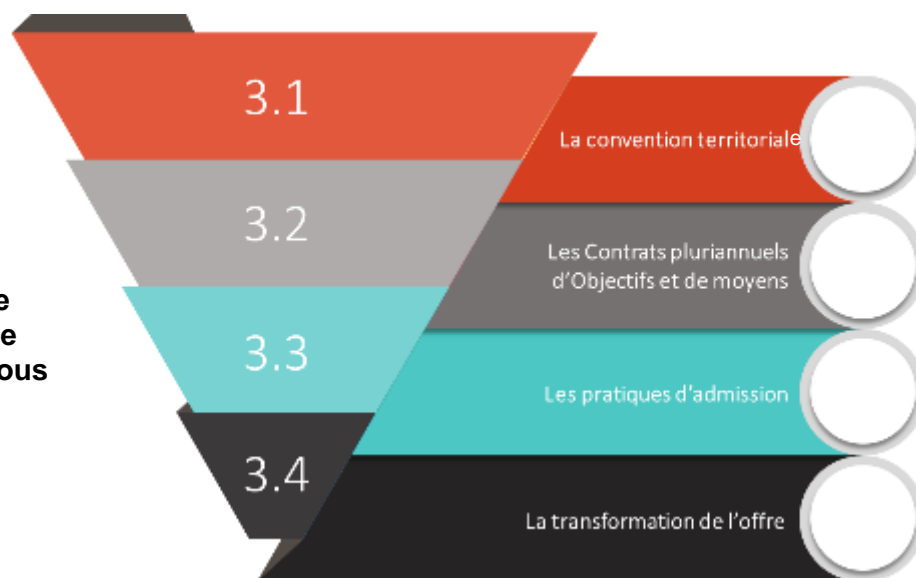 3.1
La convention territoriale
3.2
Les Contrats pluriannuels
d'Objectifs et de moyens
e
e
ous
3.3
Les pratiques d'admission
3.4
La transformation de l'offre